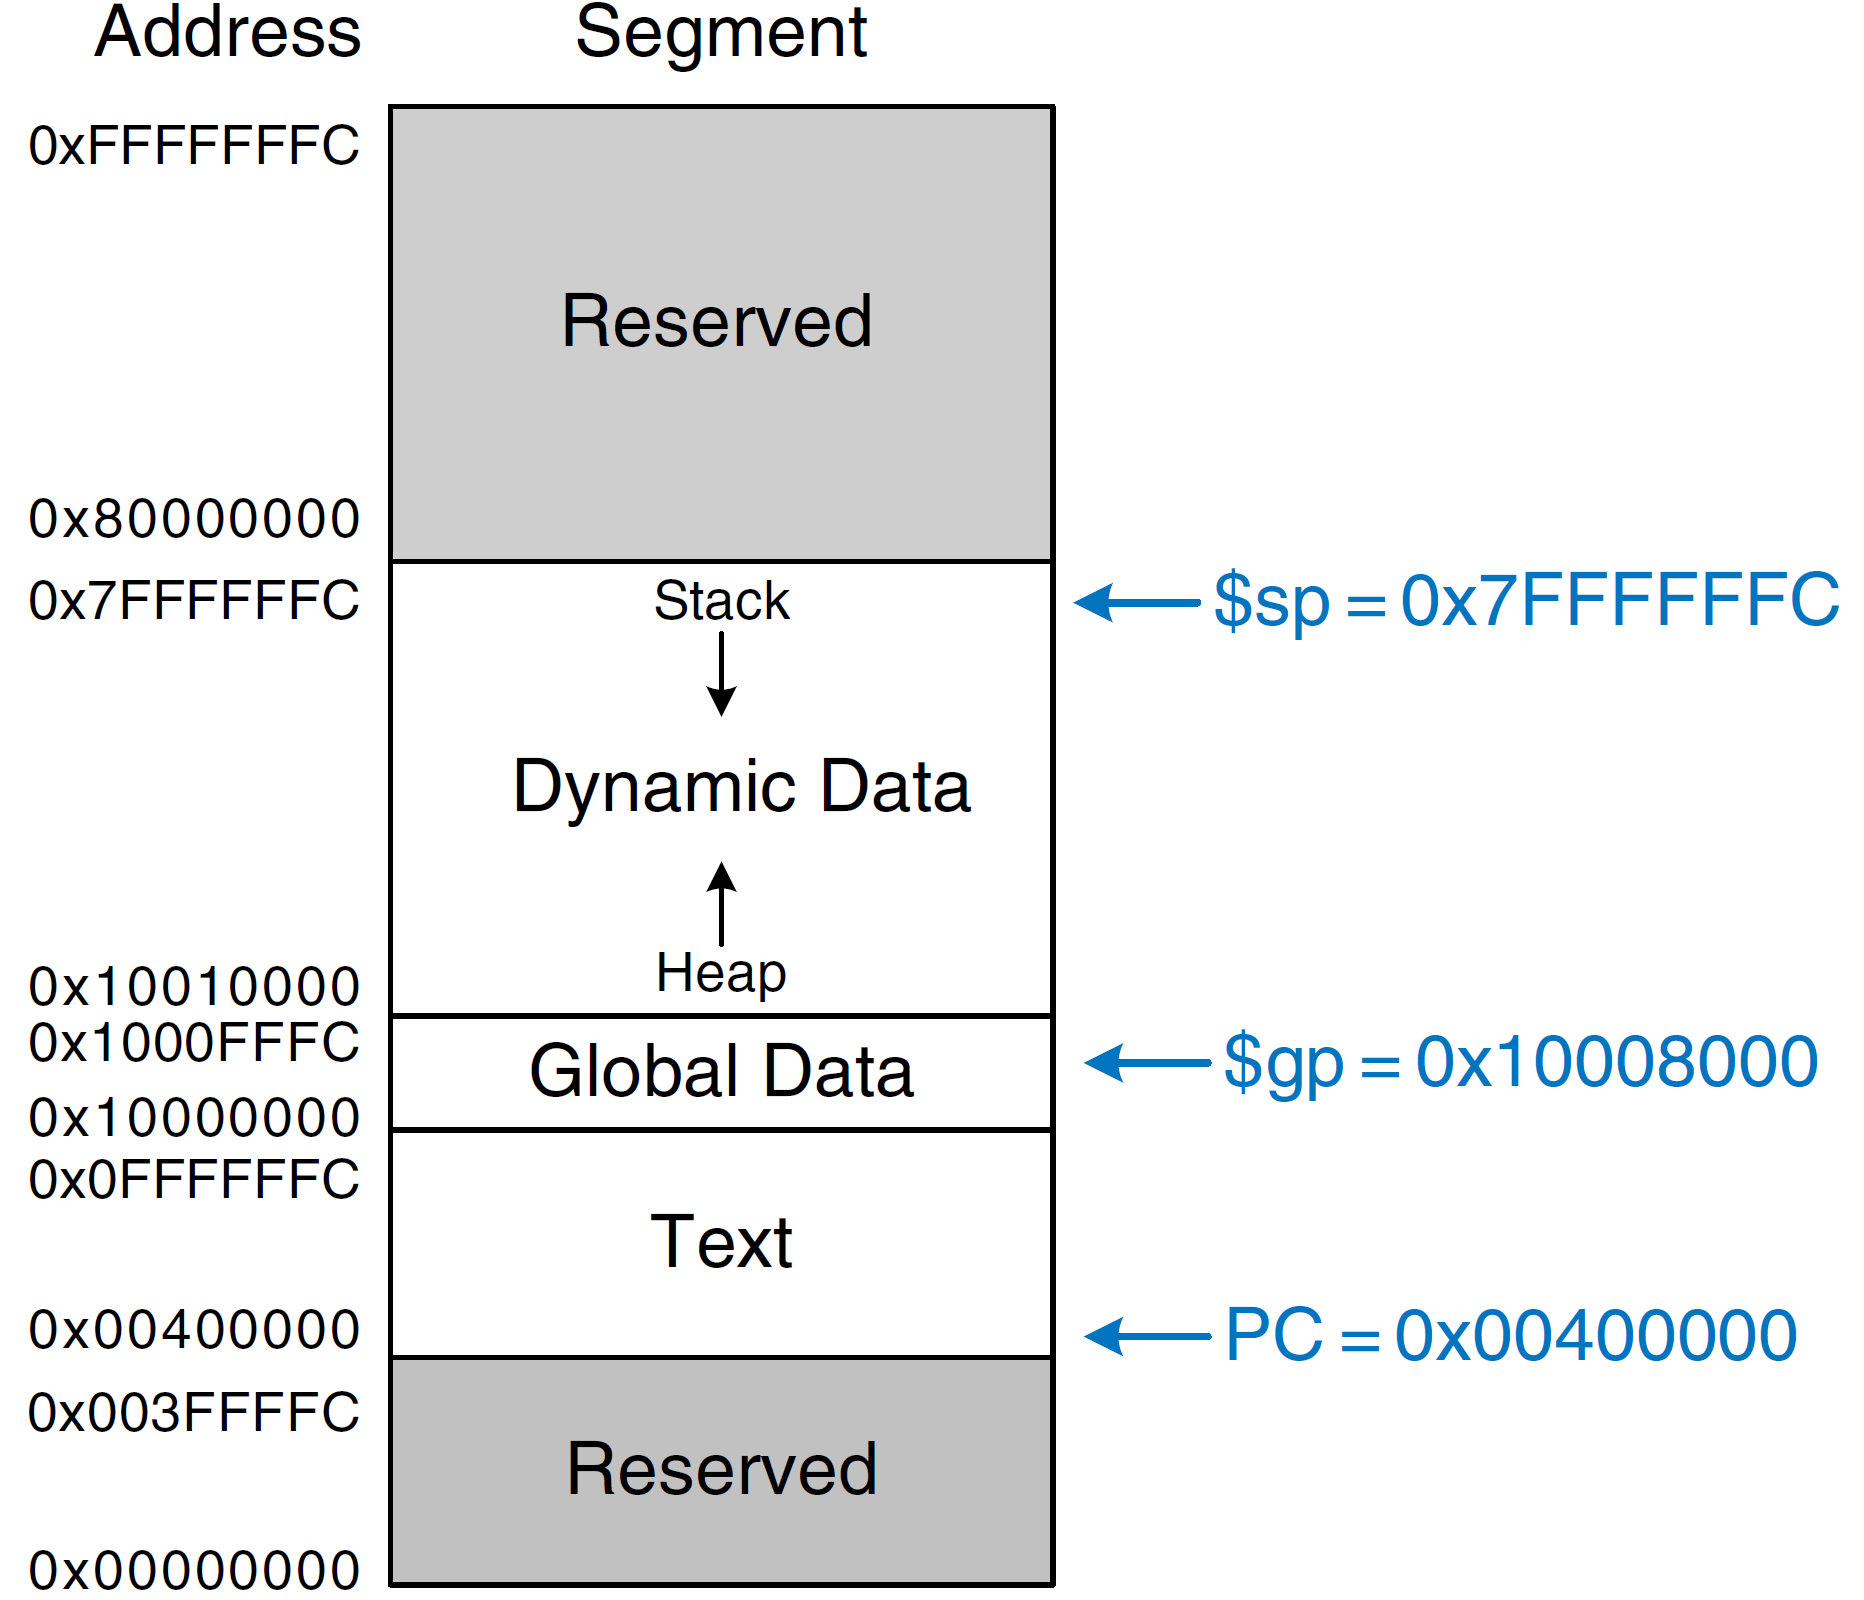 Address Segment
0xFFFFFFFC
Reserved
0x80000000
0x7FFFFFFC Stack $sp = 0x7FFFFFFC
Dynamic Data
Heap
0x10010000
0x1000FFFC
Global Data $gp = 0x10008000
0x10000000
0x0FFFFFFC
Text
0x00400000 PC = 0x00400000
0x003FFFFC
Reserved
0x00000000